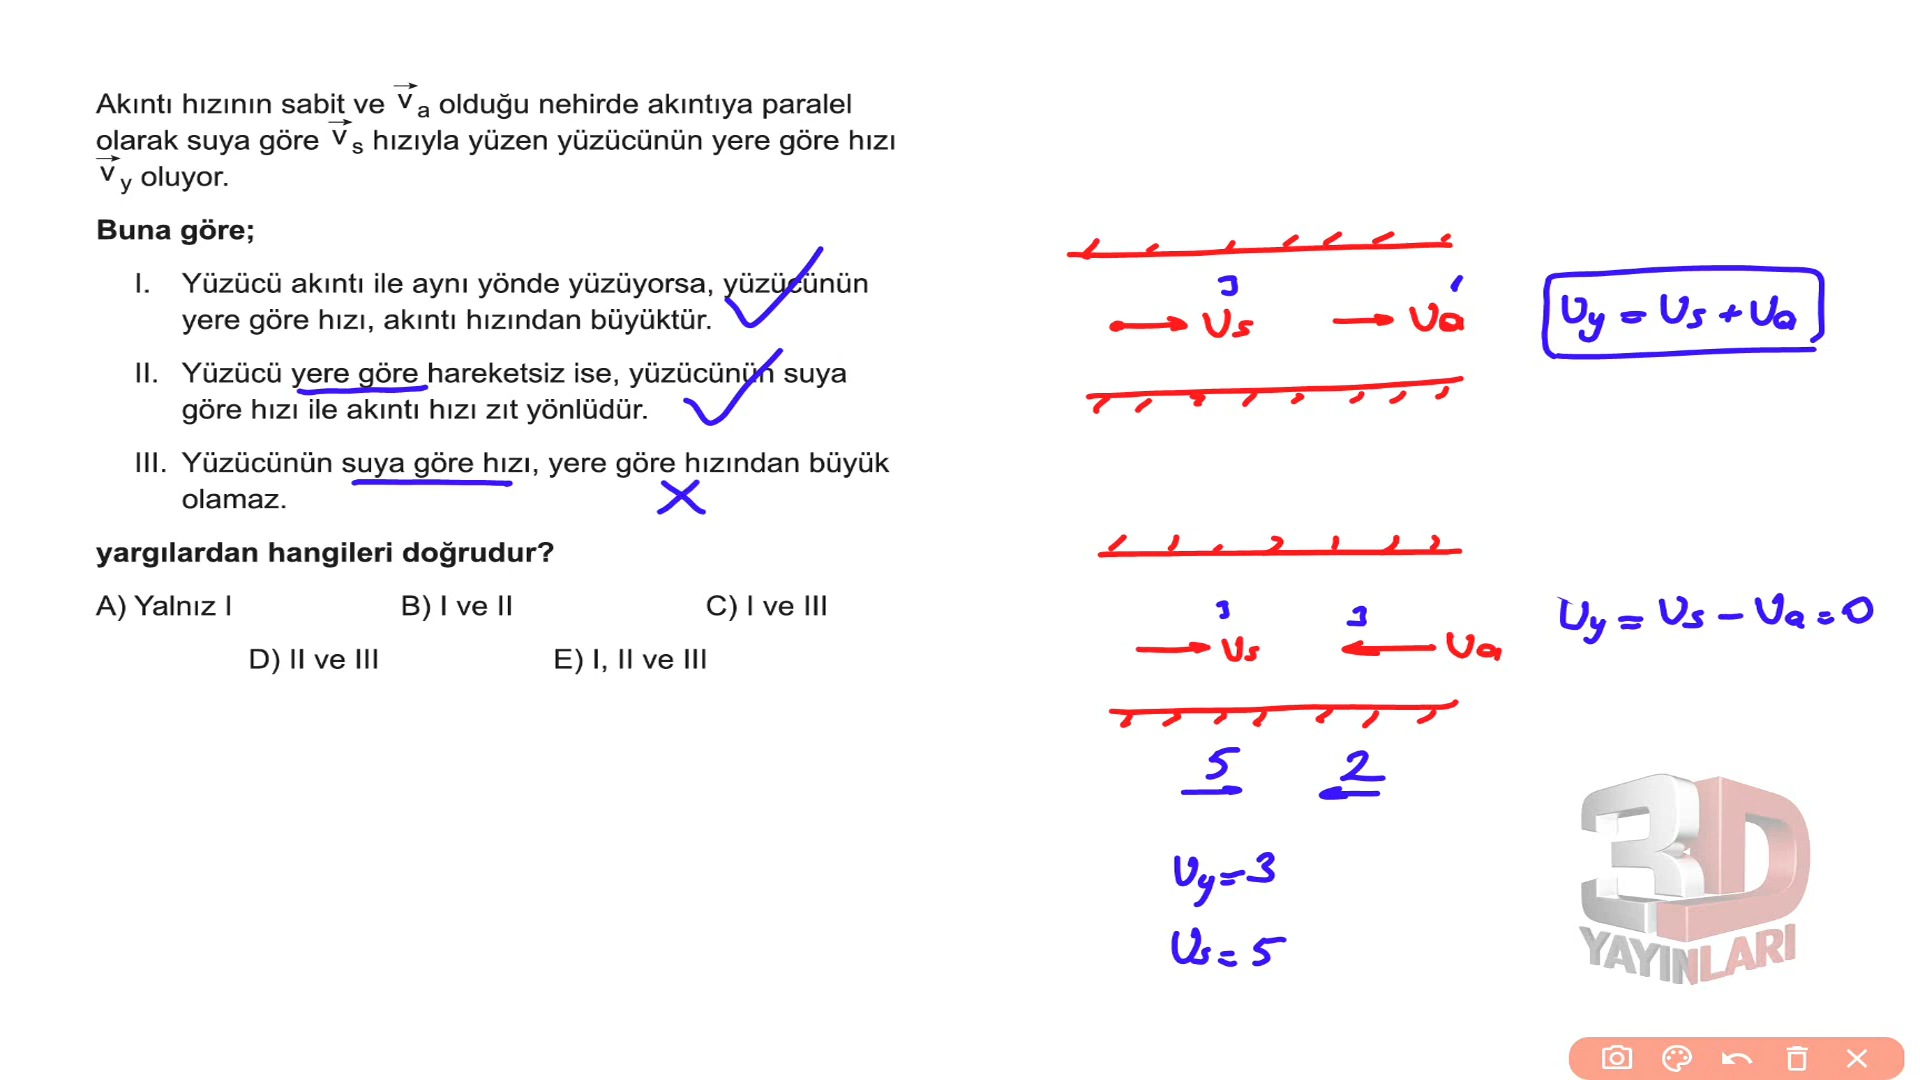 Akıntı hızının sabit ve v⃗a olduğu nehirde akıntıya paralel
olarak suya göre v⃗s hızıyla yüzen yüzücünün yere göre hızı
v⃗y oluyor.
Buna göre;
I. Yüzücü akıntı ile aynı yönde yüzüyorsa, yüzücünün
yere göre hızı, akıntı hızından büyüktür.
II. Yüzücü yere göre hareketsiz ise, yüzücünün suya
göre hızı ile akıntı hızı zıt yönlüdür.
III. Yüzücünün suya göre hızı, yere göre hızından büyük
olamaz.
yargılardan hangileri doğrudur?
A) Yalnız I B) I ve II C) I ve III
D) II ve III E) I, II ve III
3
Vs Va
Vy = Vs + Va
3 3
Vs Va
Vy = Vs - Va = 0
5 2
Vy = 3
Vs = 5
3D
YAYINLARI